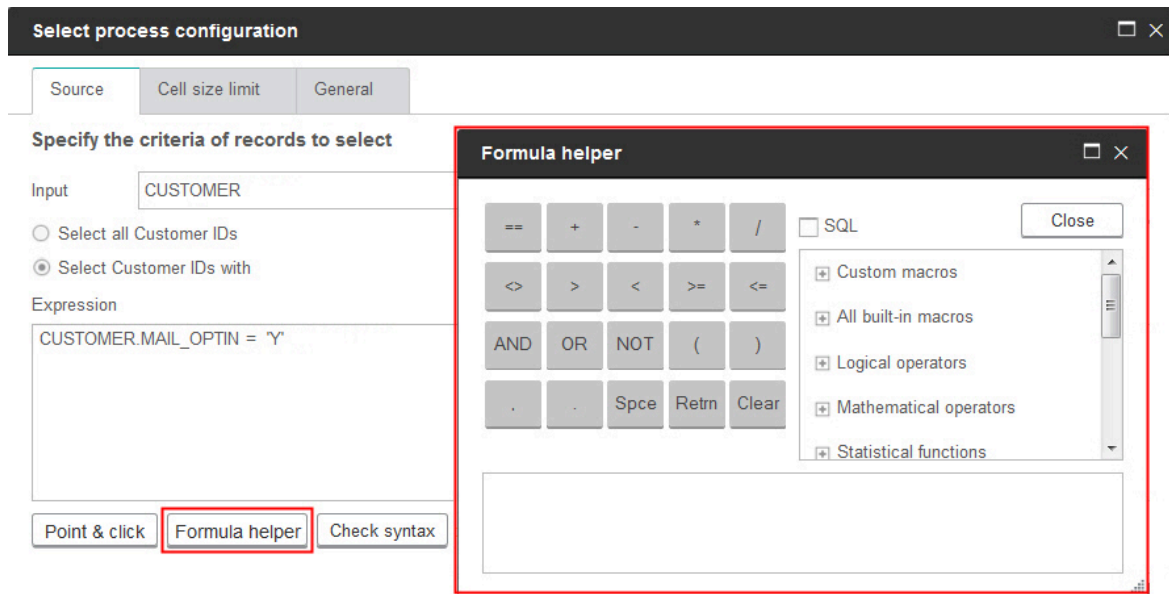 Select process configuration
Source Cell size limit General
Specify the criteria of records to select
Input CUSTOMER
Select all Customer IDs
Select Customer IDs with
Expression
CUSTOMER.MAIL_OPTIN = 'Y'
Point & click Formula helper Check syntax
Formula helper
== + - * /
<> > < >= <=
AND OR NOT ( )
, . Spce Retrn Clear
SQL Close
Custom macros
All built-in macros
Logical operators
Mathematical operators
Statistical functions